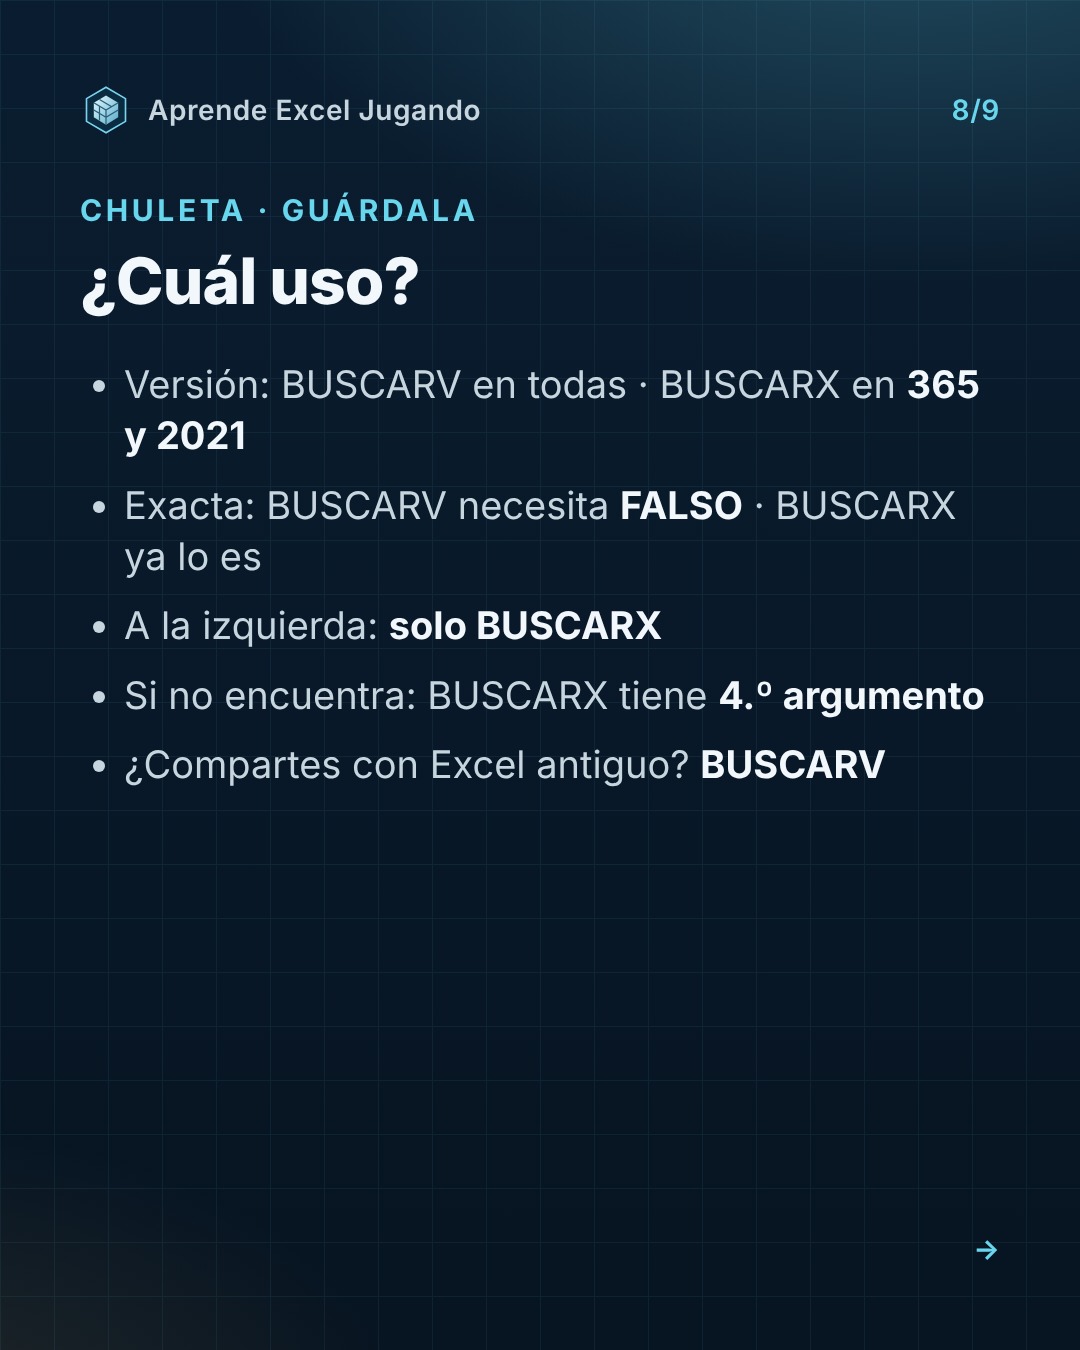 Aprende Excel Jugando
8/9
CHULETA · GUÁRDALA
¿Cuál uso?
• Versión: BUSCARV en todas · BUSCARX en 365
y 2021
• Exacta: BUSCARV necesita FALSO · BUSCARX
ya lo es
• A la izquierda: solo BUSCARX
• Si no encuentra: BUSCARX tiene 4.º argumento
• ¿Compartes con Excel antiguo? BUSCARV
→